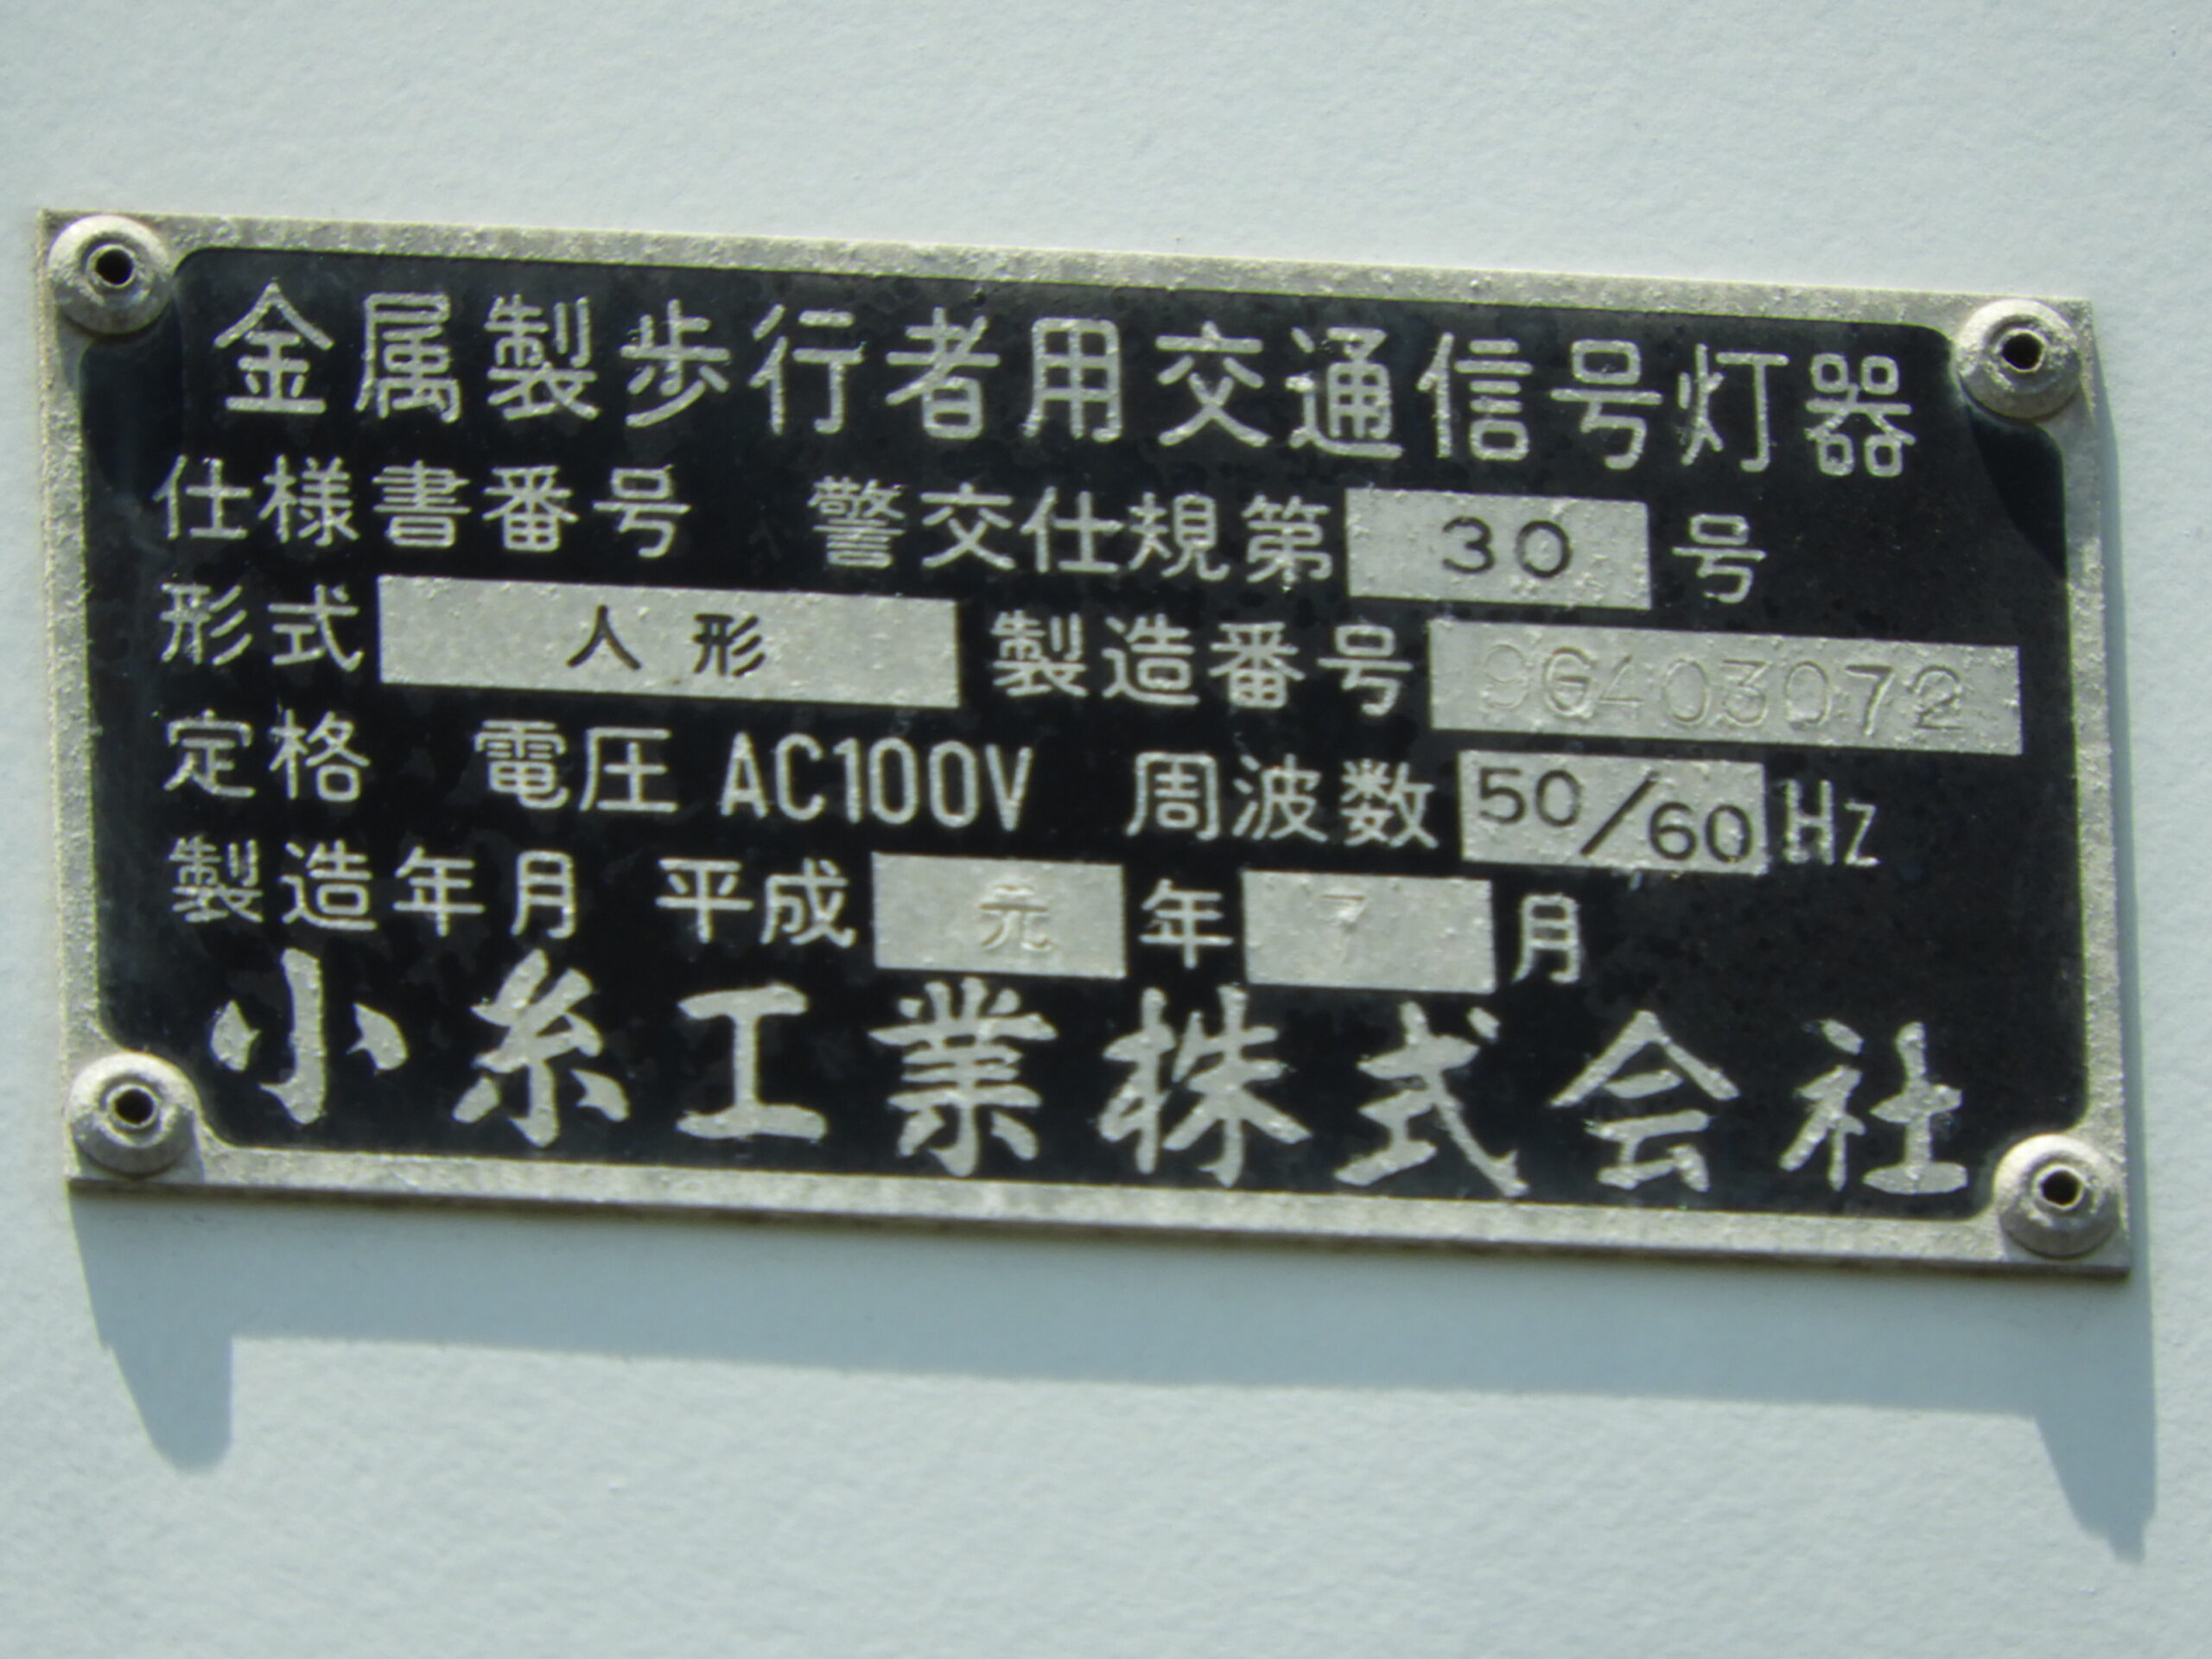 金属製歩行者用交通信号灯器
仕様書番号 警交仕規第 30 号
形式 人形 製造番号 9G403072
定格 電圧 AC100V 周波数 50/60 Hz
製造年月 平成 元 年 7 月
小糸工業株式会社